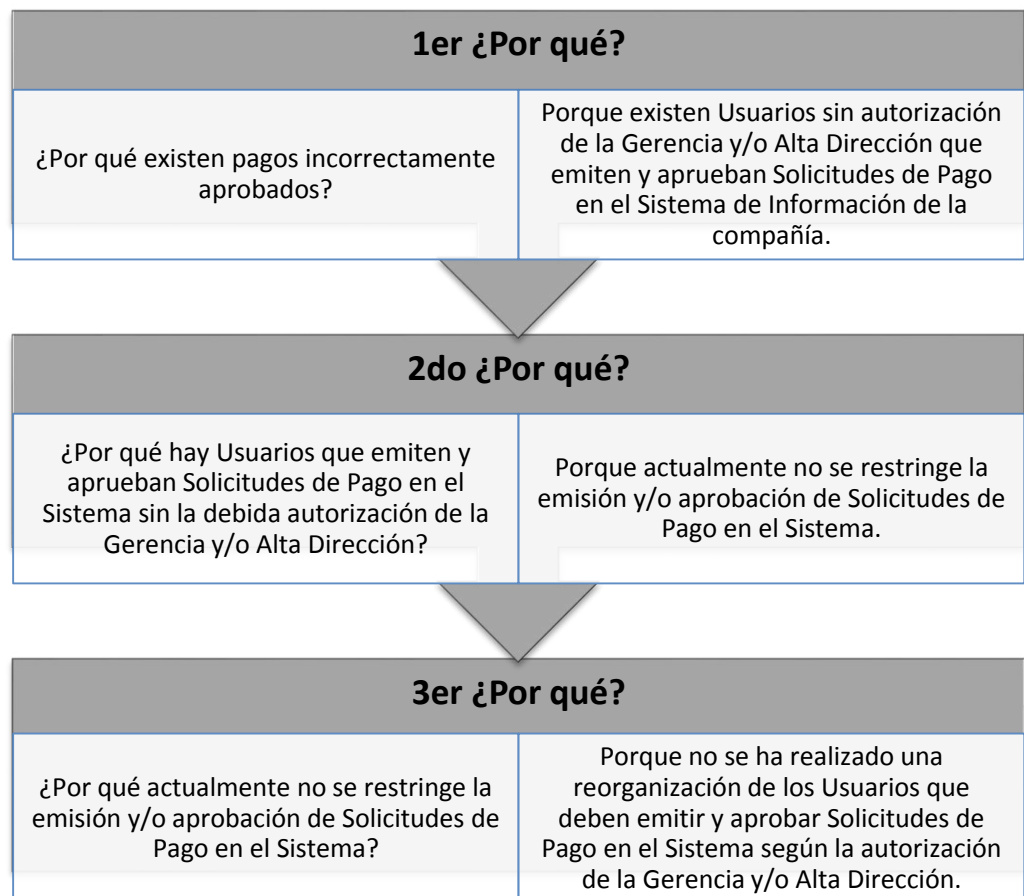 1er ¿Por qué?
¿Por qué existen pagos incorrectamente
aprobados?
Porque existen Usuarios sin autorización
de la Gerencia y/o Alta Dirección que
emiten y aprueban Solicitudes de Pago
en el Sistema de Información de la
compañía.
2do ¿Por qué?
¿Por qué hay Usuarios que emiten y
aprueban Solicitudes de Pago en el
Sistema sin la debida autorización de la
Gerencia y/o Alta Dirección?
Porque actualmente no se restringe la
emisión y/o aprobación de Solicitudes de
Pago en el Sistema.
3er ¿Por qué?
¿Por qué actualmente no se restringe la
emisión y/o aprobación de Solicitudes de
Pago en el Sistema?
Porque no se ha realizado una
reorganización de los Usuarios que
deben emitir y aprobar Solicitudes de
Pago en el Sistema según la autorización
de la Gerencia y/o Alta Dirección.